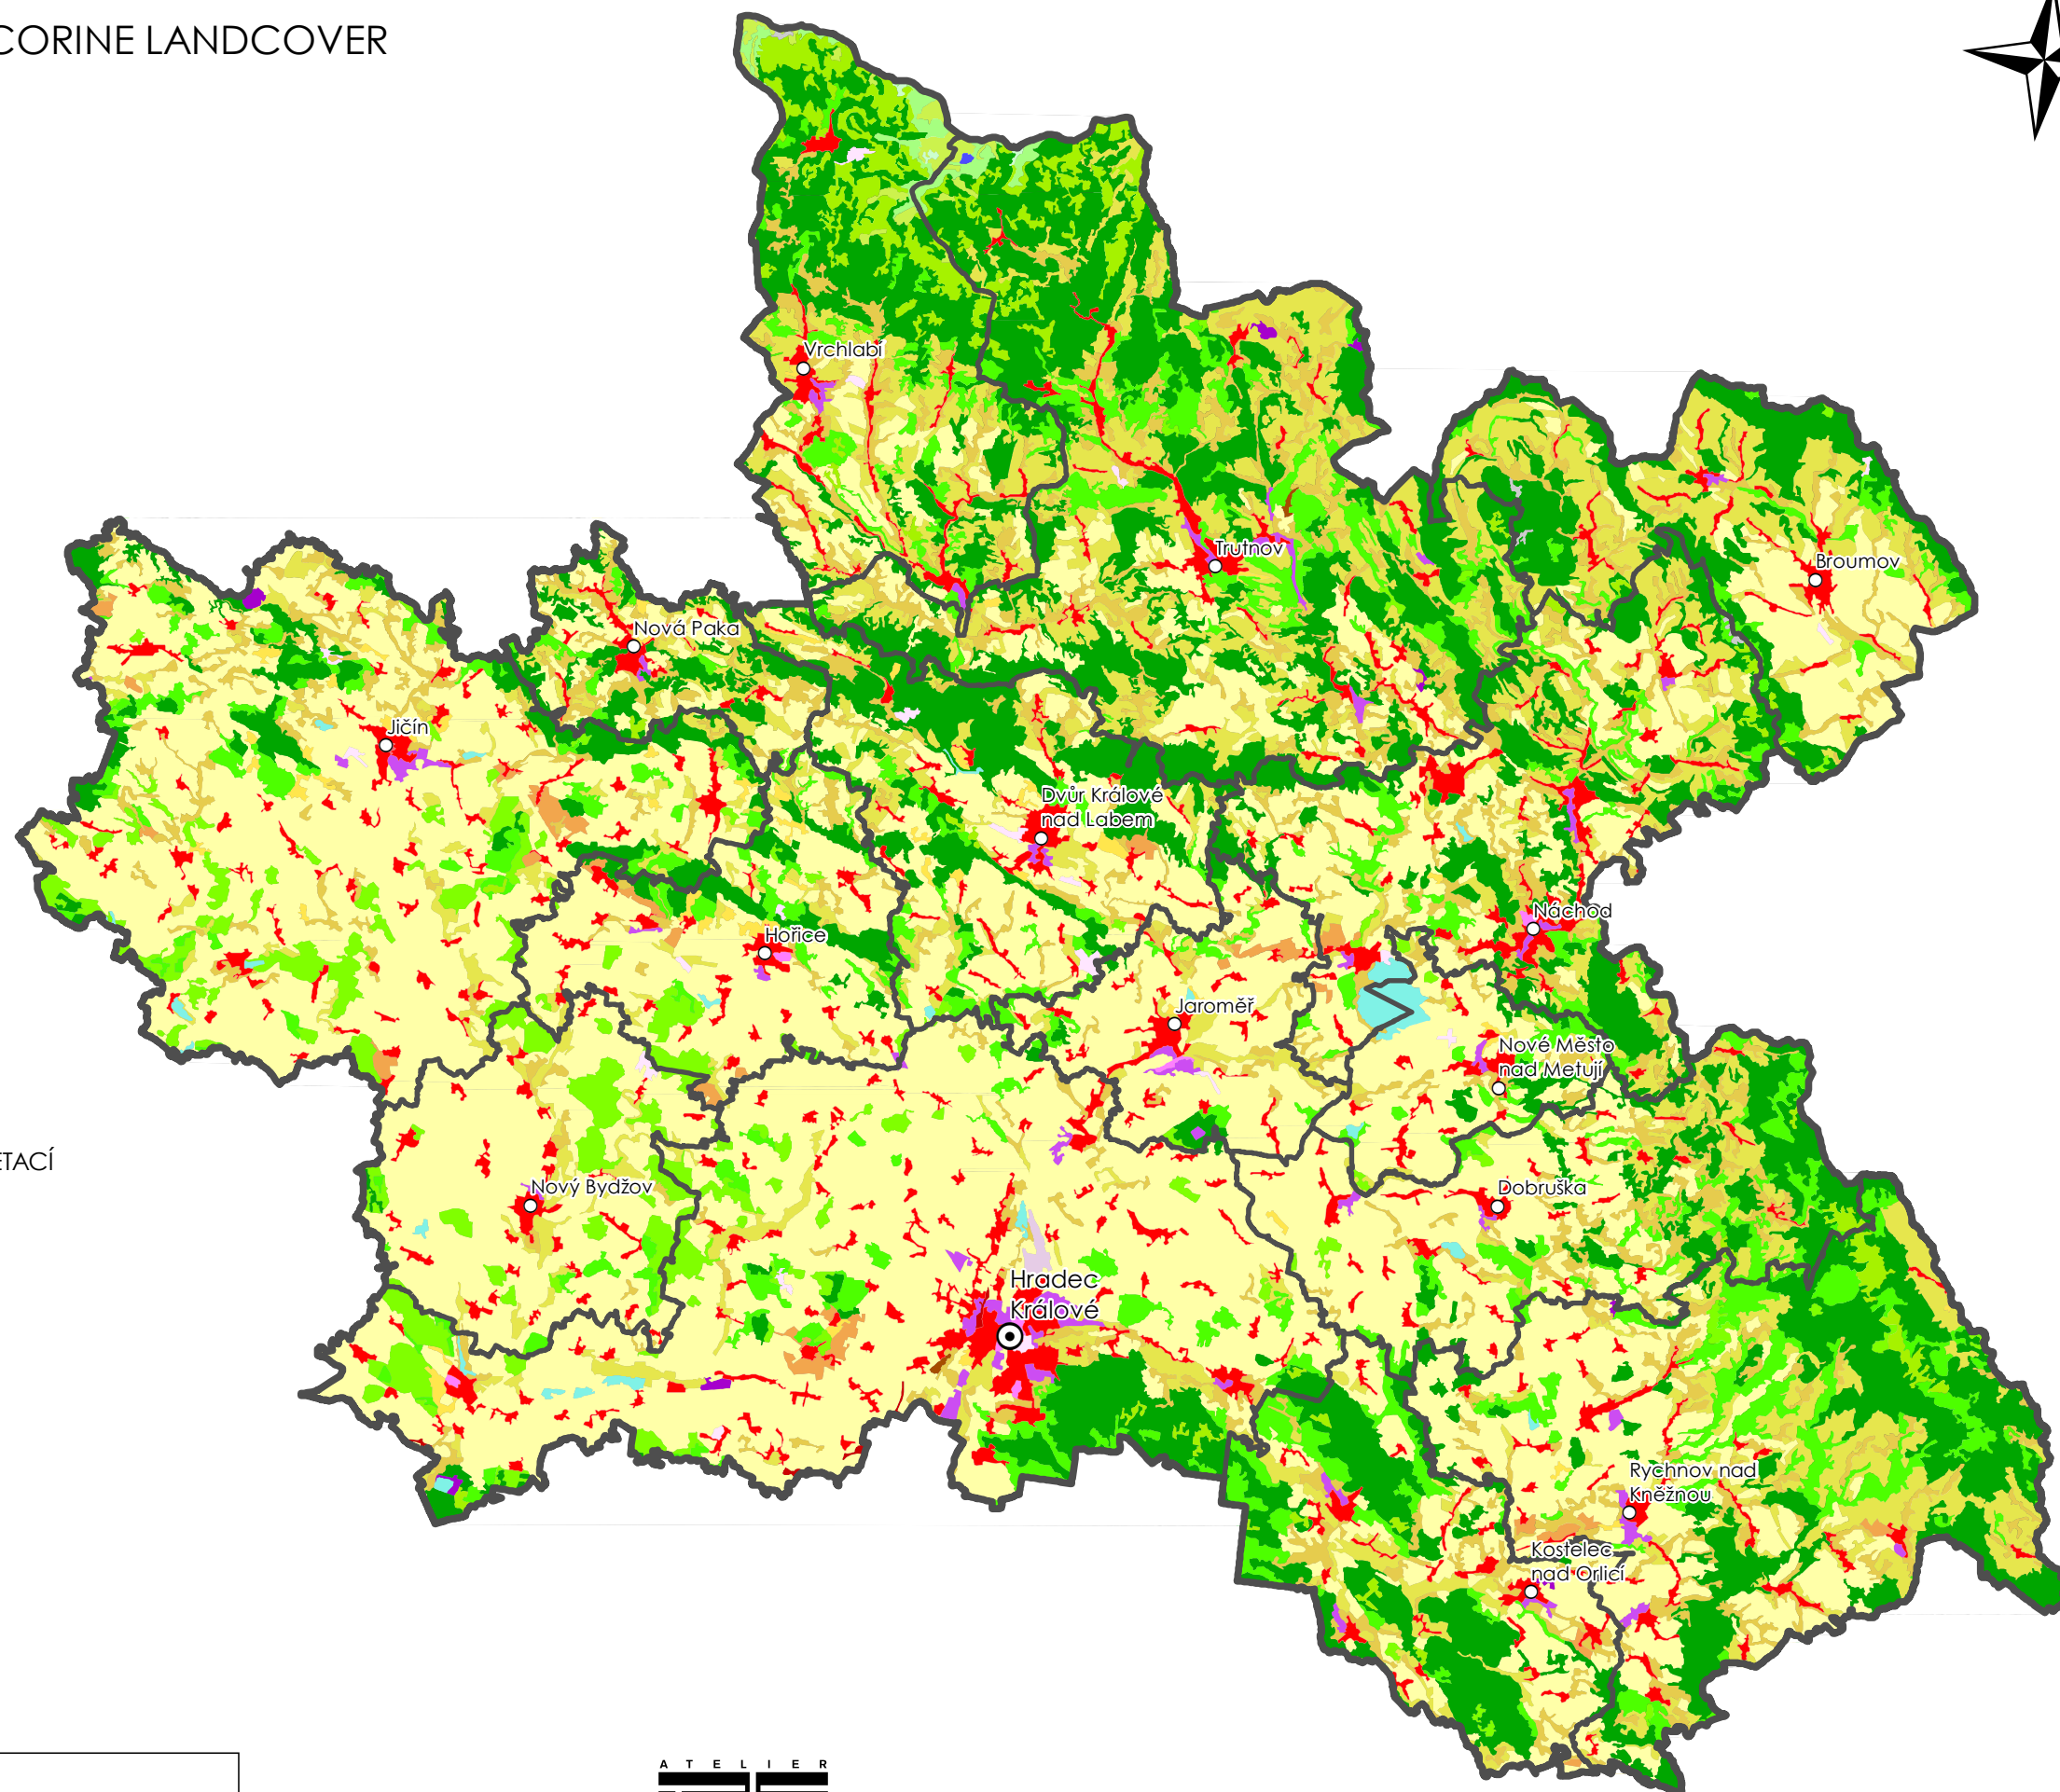 CORINE LANDCOVER
Vrchlabí
Trutnov
Broumov
Nová Paka
Jičín
Dvůr Králové
nad Labem
Náchod
Hořice
Jaroměř
Nové Město
nad Metují
ETACÍ
Nový Bydžov
Dobruška
Hradec
Králové
Rychnov nad
Kněžnou
Kostelec
nad Orlicí
ATELIER